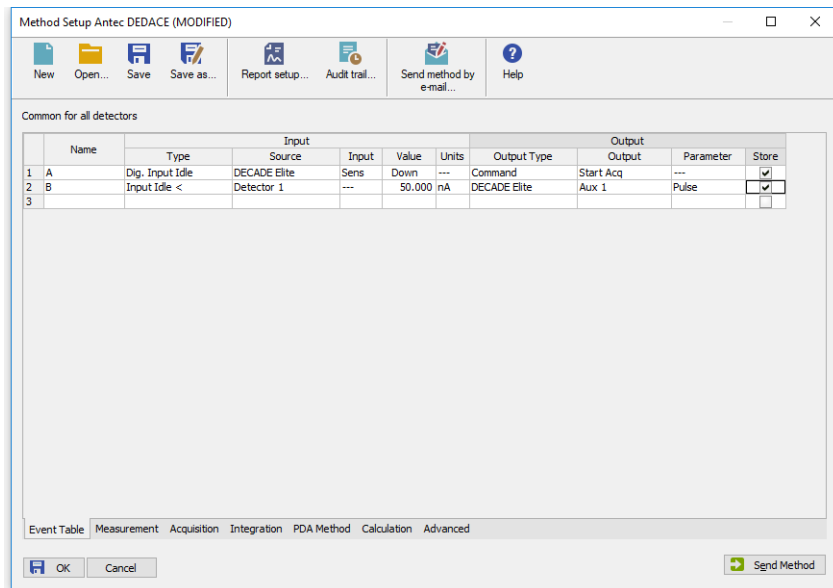 Method Setup Antec DEDACE (MODIFIED)
New Open... Save Save as... Report setup... Audit trail... Send method by e-mail... Help
Common for all detectors
Name Input Output
Type Source Input Value Units Output Type Output Parameter Store
1 A Dig. Input Idle DECADE Elite Sens Down --- Command Start Acq ---
2 B Input Idle < Detector 1 --- 50.000 nA DECADE Elite Aux 1 Pulse
3
Event Table Measurement Acquisition Integration PDA Method Calculation Advanced
OK Cancel Send Method